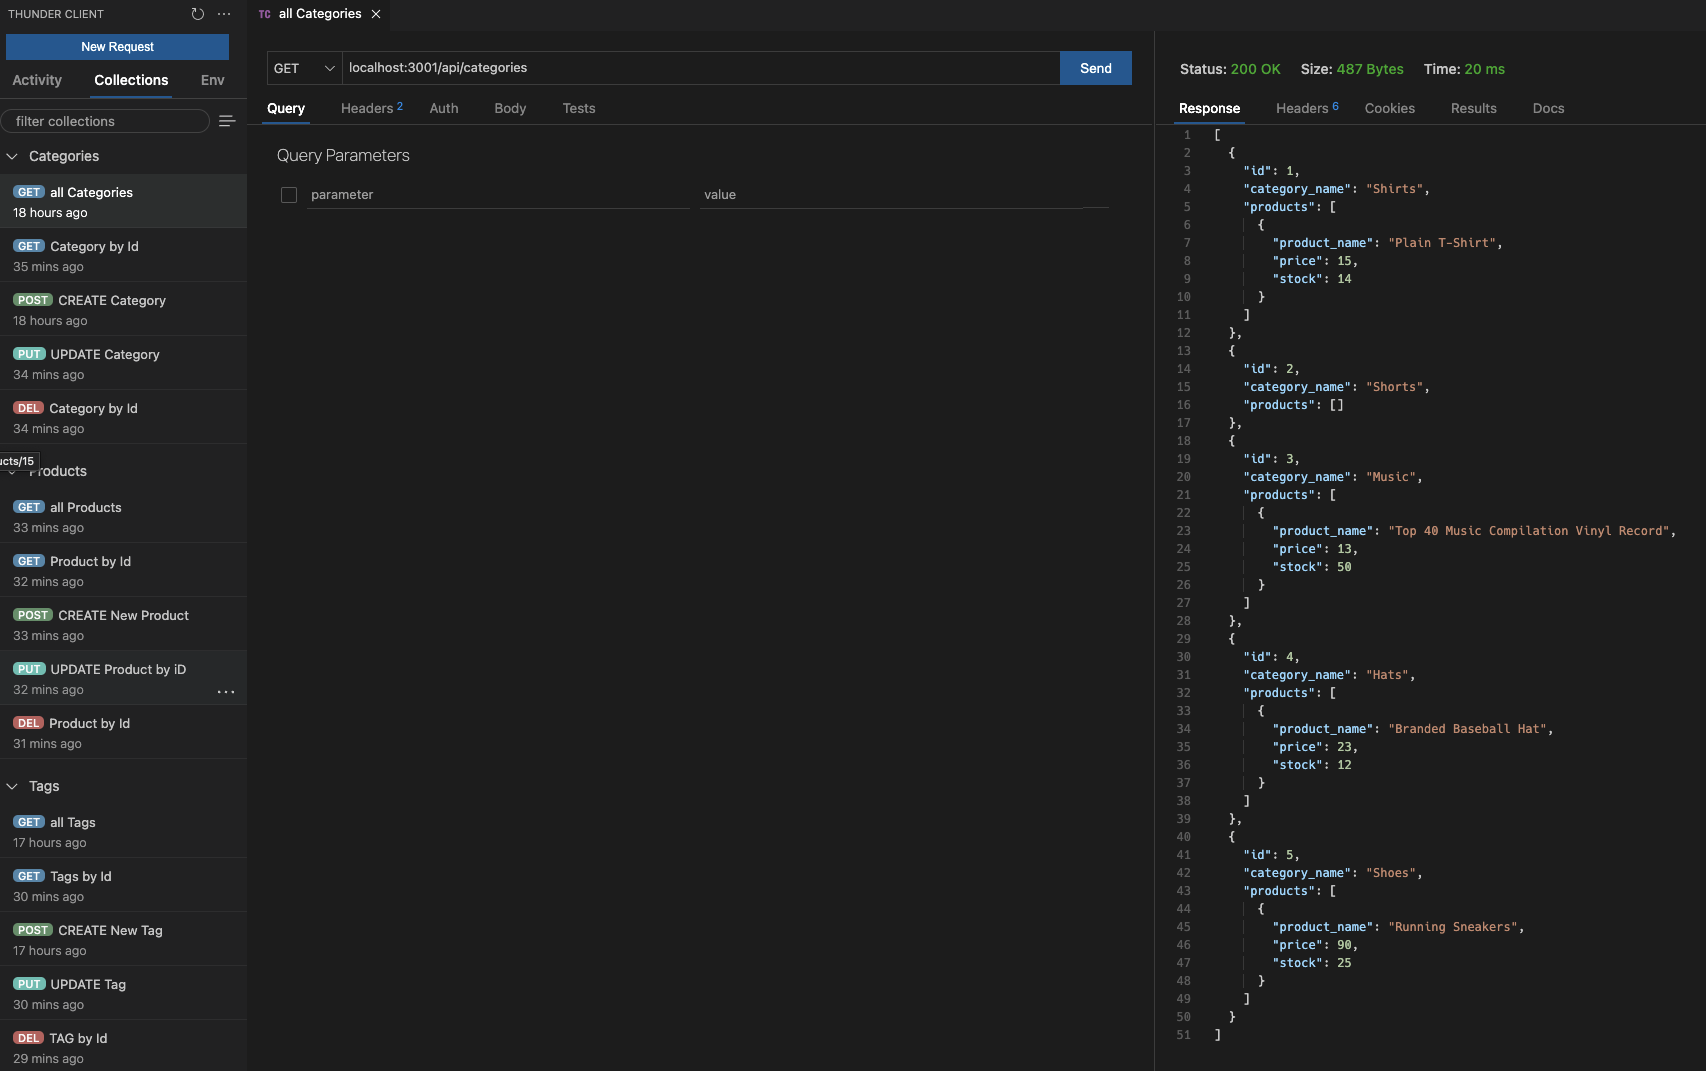 THUNDER CLIENT
New Request
Activity Collections Env
filter collections
Categories
GET all Categories
18 hours ago
GET Category by Id
35 mins ago
POST CREATE Category
18 hours ago
PUT UPDATE Category
34 mins ago
DEL Category by Id
34 mins ago
ucts/15
Products
GET all Products
33 mins ago
GET Product by Id
32 mins ago
POST CREATE New Product
33 mins ago
PUT UPDATE Product by iD
32 mins ago
DEL Product by Id
31 mins ago
Tags
GET all Tags
17 hours ago
GET Tags by Id
30 mins ago
POST CREATE New Tag
17 hours ago
PUT UPDATE Tag
30 mins ago
DEL TAG by Id
29 mins ago
TC all Categories
GET localhost:3001/api/categories Send
Query Headers 2 Auth Body Tests
Query Parameters
parameter value
Status: 200 OK Size: 487 Bytes Time: 20 ms
Response Headers 6 Cookies Results Docs
1 [
2 {
3 "id": 1,
4 "category_name": "Shirts",
5 "products": [
6 {
7 "product_name": "Plain T-Shirt",
8 "price": 15,
9 "stock": 14
10 }
11 ]
12 },
13 {
14 "id": 2,
15 "category_name": "Shorts",
16 "products": []
17 },
18 {
19 "id": 3,
20 "category_name": "Music",
21 "products": [
22 {
23 "product_name": "Top 40 Music Compilation Vinyl Record",
24 "price": 13,
25 "stock": 50
26 }
27 ]
28 },
29 {
30 "id": 4,
31 "category_name": "Hats",
32 "products": [
33 {
34 "product_name": "Branded Baseball Hat",
35 "price": 23,
36 "stock": 12
37 }
38 ]
39 },
40 {
41 "id": 5,
42 "category_name": "Shoes",
43 "products": [
44 {
45 "product_name": "Running Sneakers",
46 "price": 90,
47 "stock": 25
48 }
49 ]
50 }
51 ]